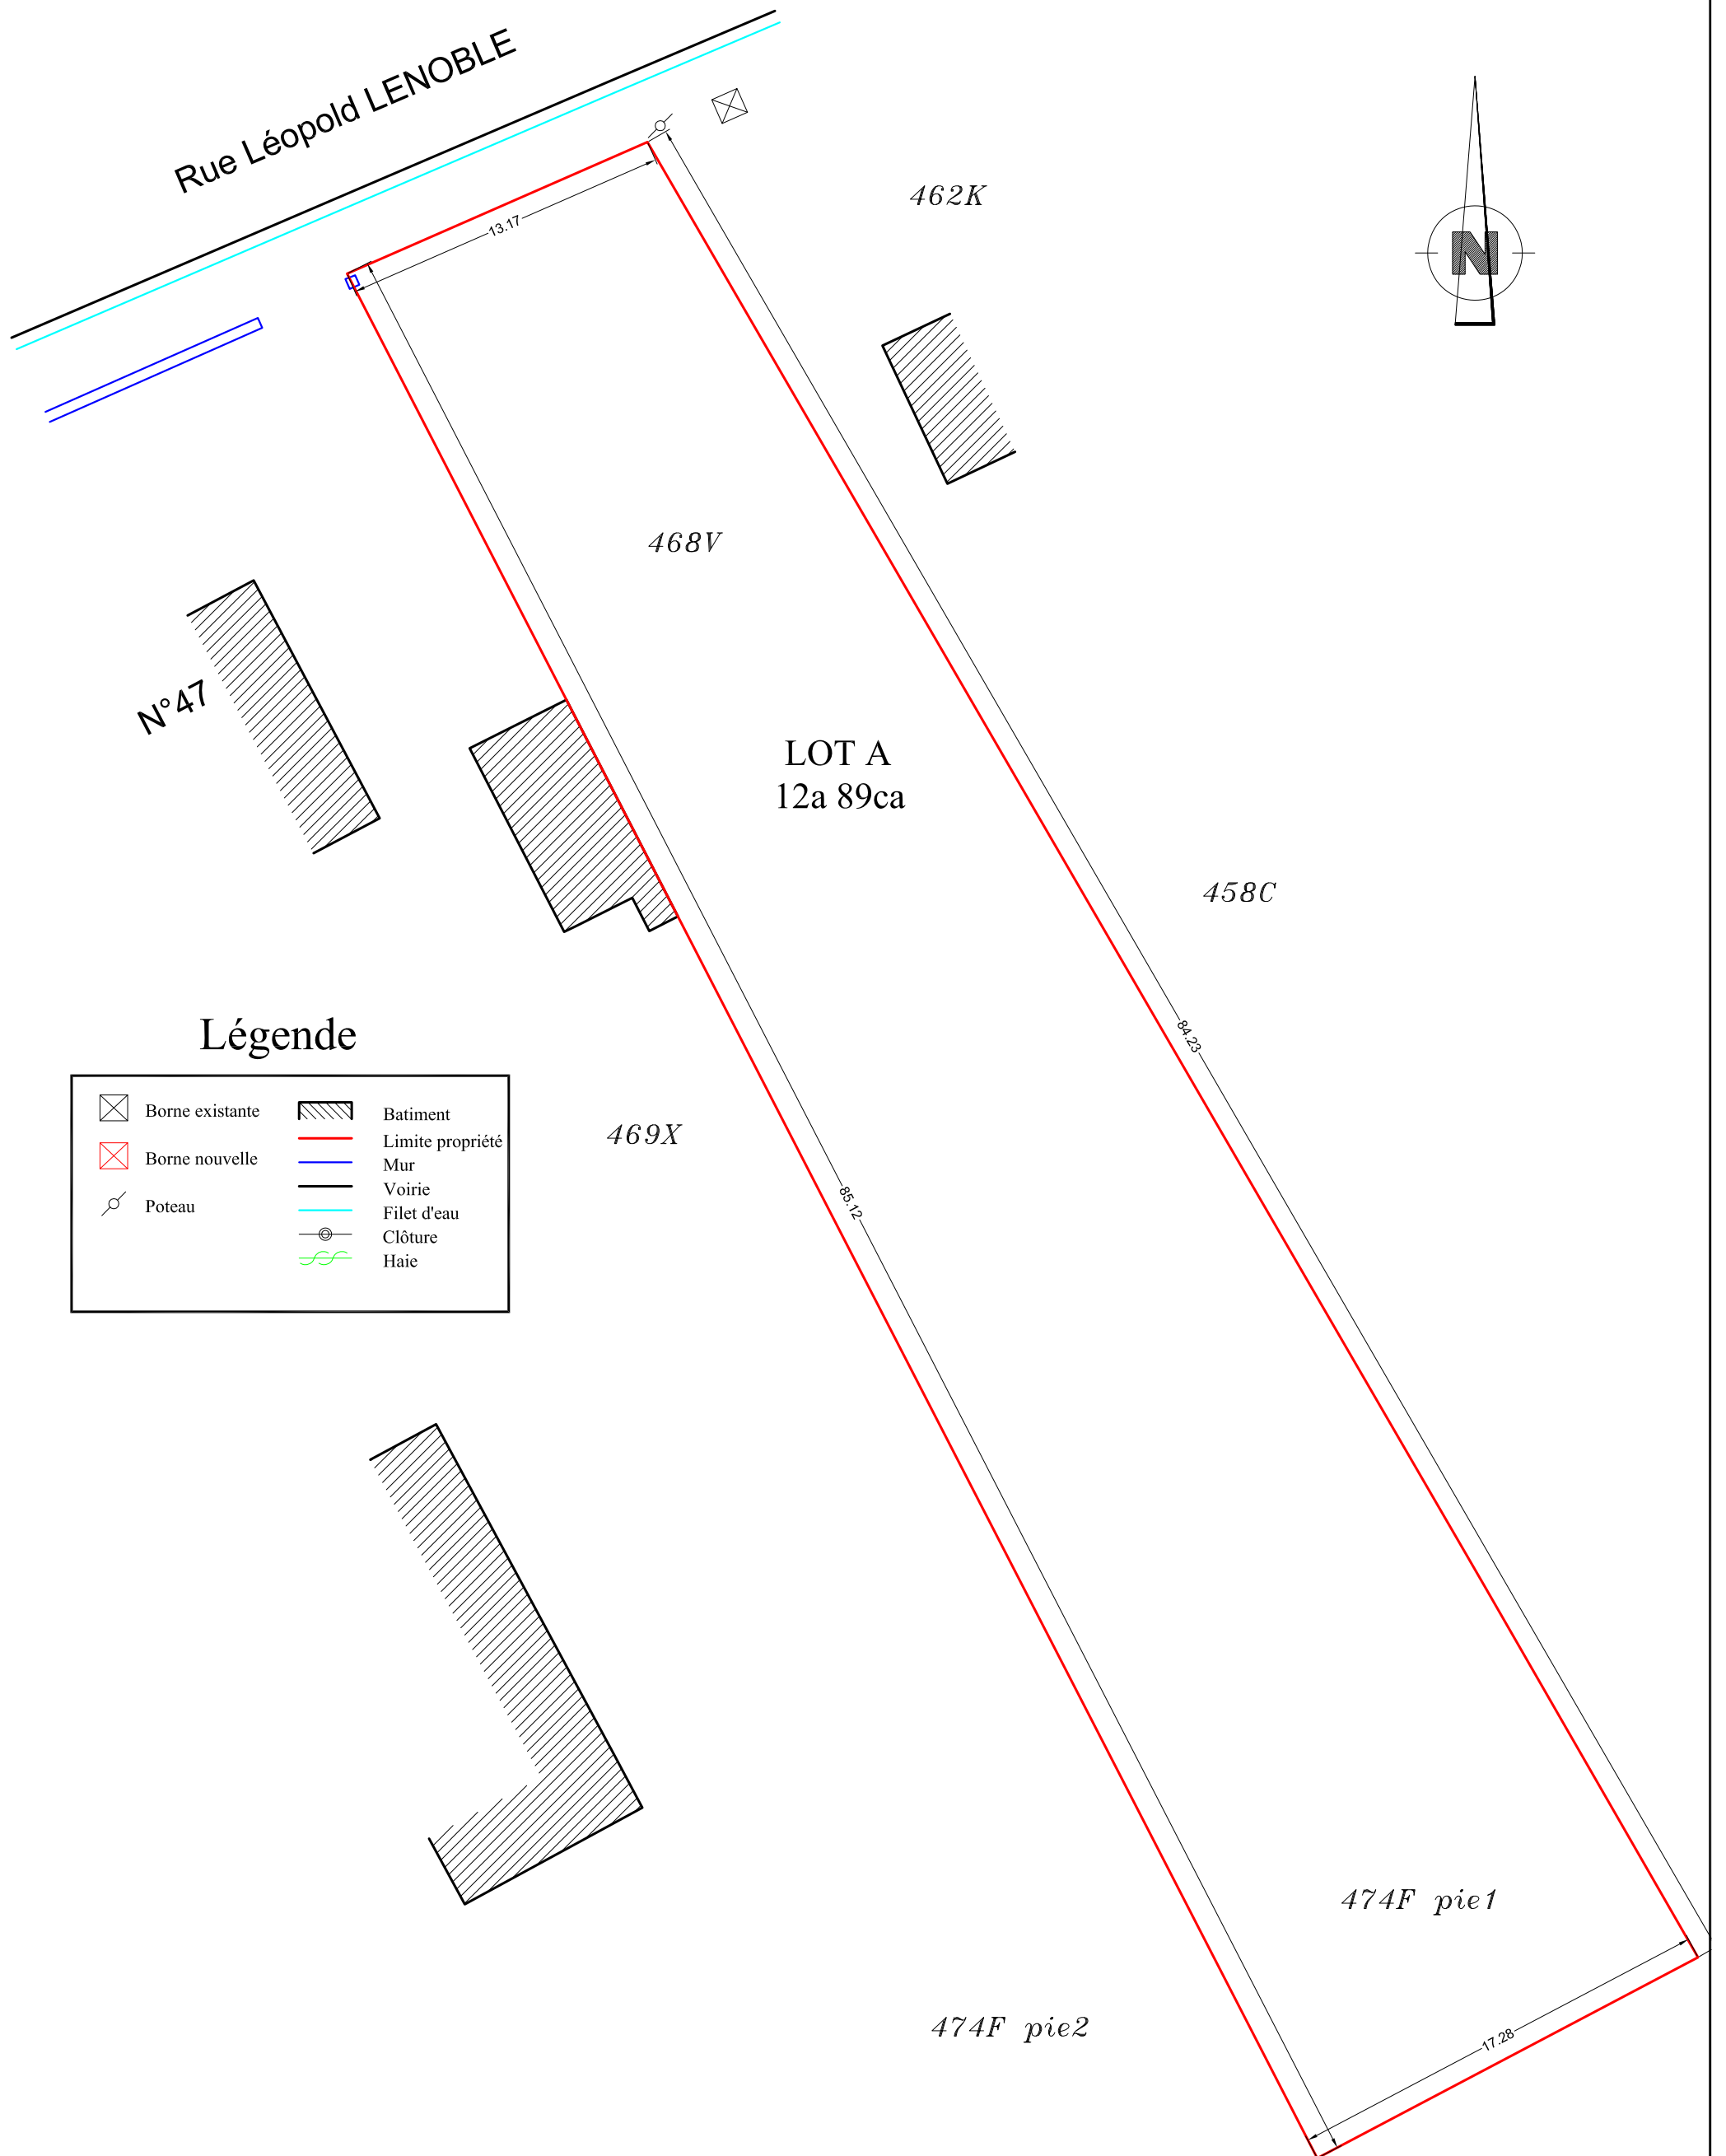 Rue Léopold LENOBLE
462K
N
13.17
468V
N°47
LOT A
12a 89ca
458C
84.23
Légende
Borne existante
Borne nouvelle
Poteau
Batiment
Limite propriété
Mur
Voirie
Filet d'eau
Clôture
Haie
469X
85.12
474F pie1
474F pie2
17.28